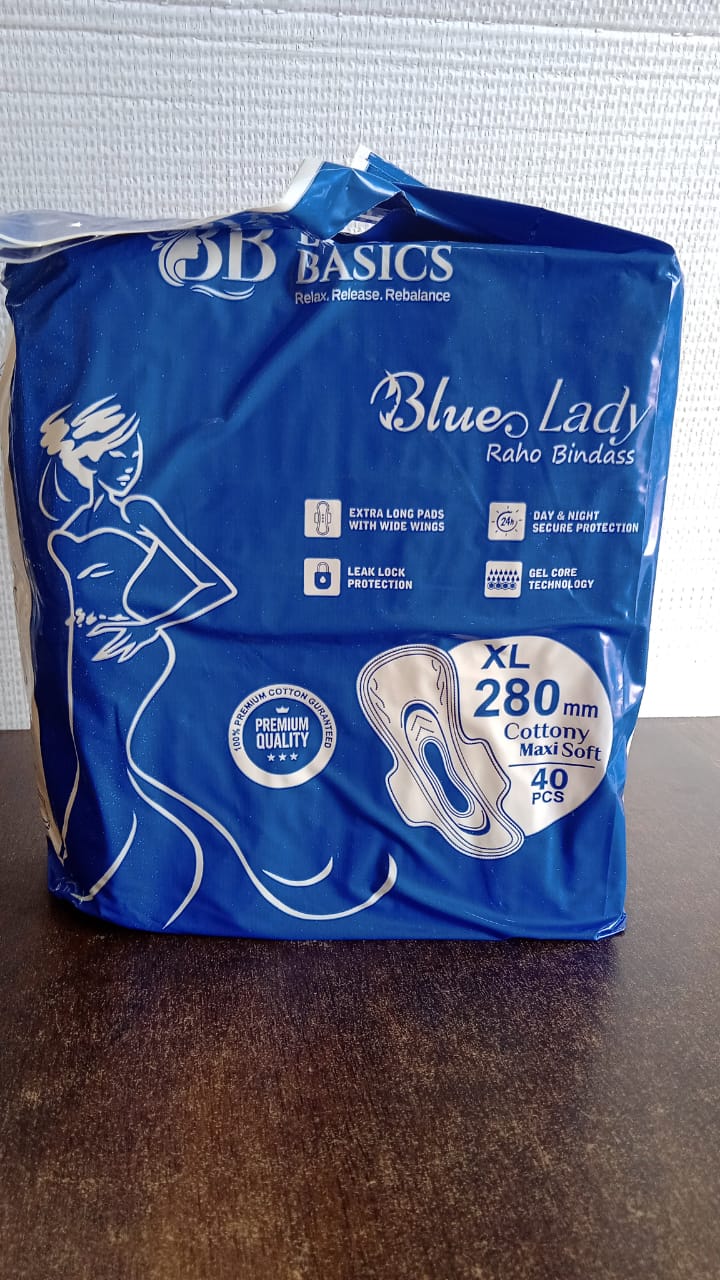 BB
BASICS
Relax. Release. Rebalance
Blue Lady
Raho Bindass
EXTRA LONG PADS
WITH WIDE WINGS
24h
DAY & NIGHT
SECURE PROTECTION
LEAK LOCK
PROTECTION
GEL CORE
TECHNOLOGY
100% PREMIUM COTTON GURANTEED
PREMIUM
QUALITY
XL
280 mm
Cottony
Maxi Soft
40
PCS